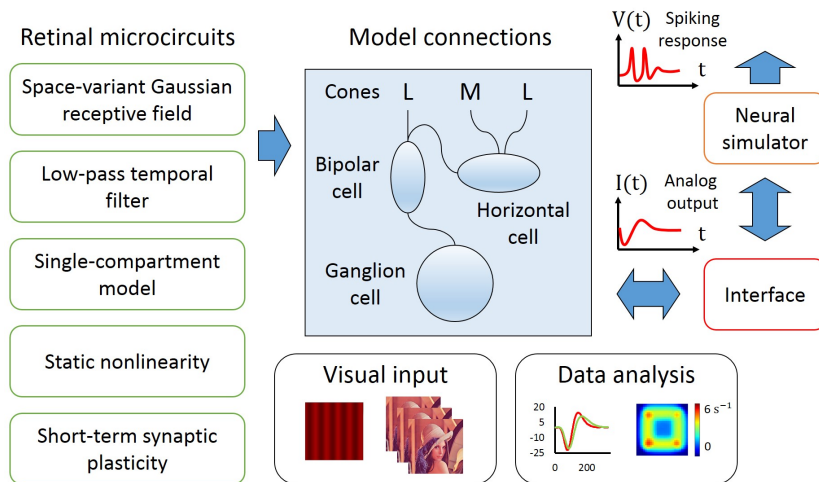 Retinal microcircuits
Space-variant Gaussian
receptive field
Low-pass temporal
filter
Single-compartment
model
Static nonlinearity
Short-term synaptic
plasticity
Model connections
Cones L M L
Bipolar
cell
Horizontal
cell
Ganglion
cell
V(t)
Spiking
response
t
Neural
simulator
I(t)
Analog
output
t
Interface
Visual input
Data analysis
20
5
-10
-25
0 200
6 s⁻¹
0